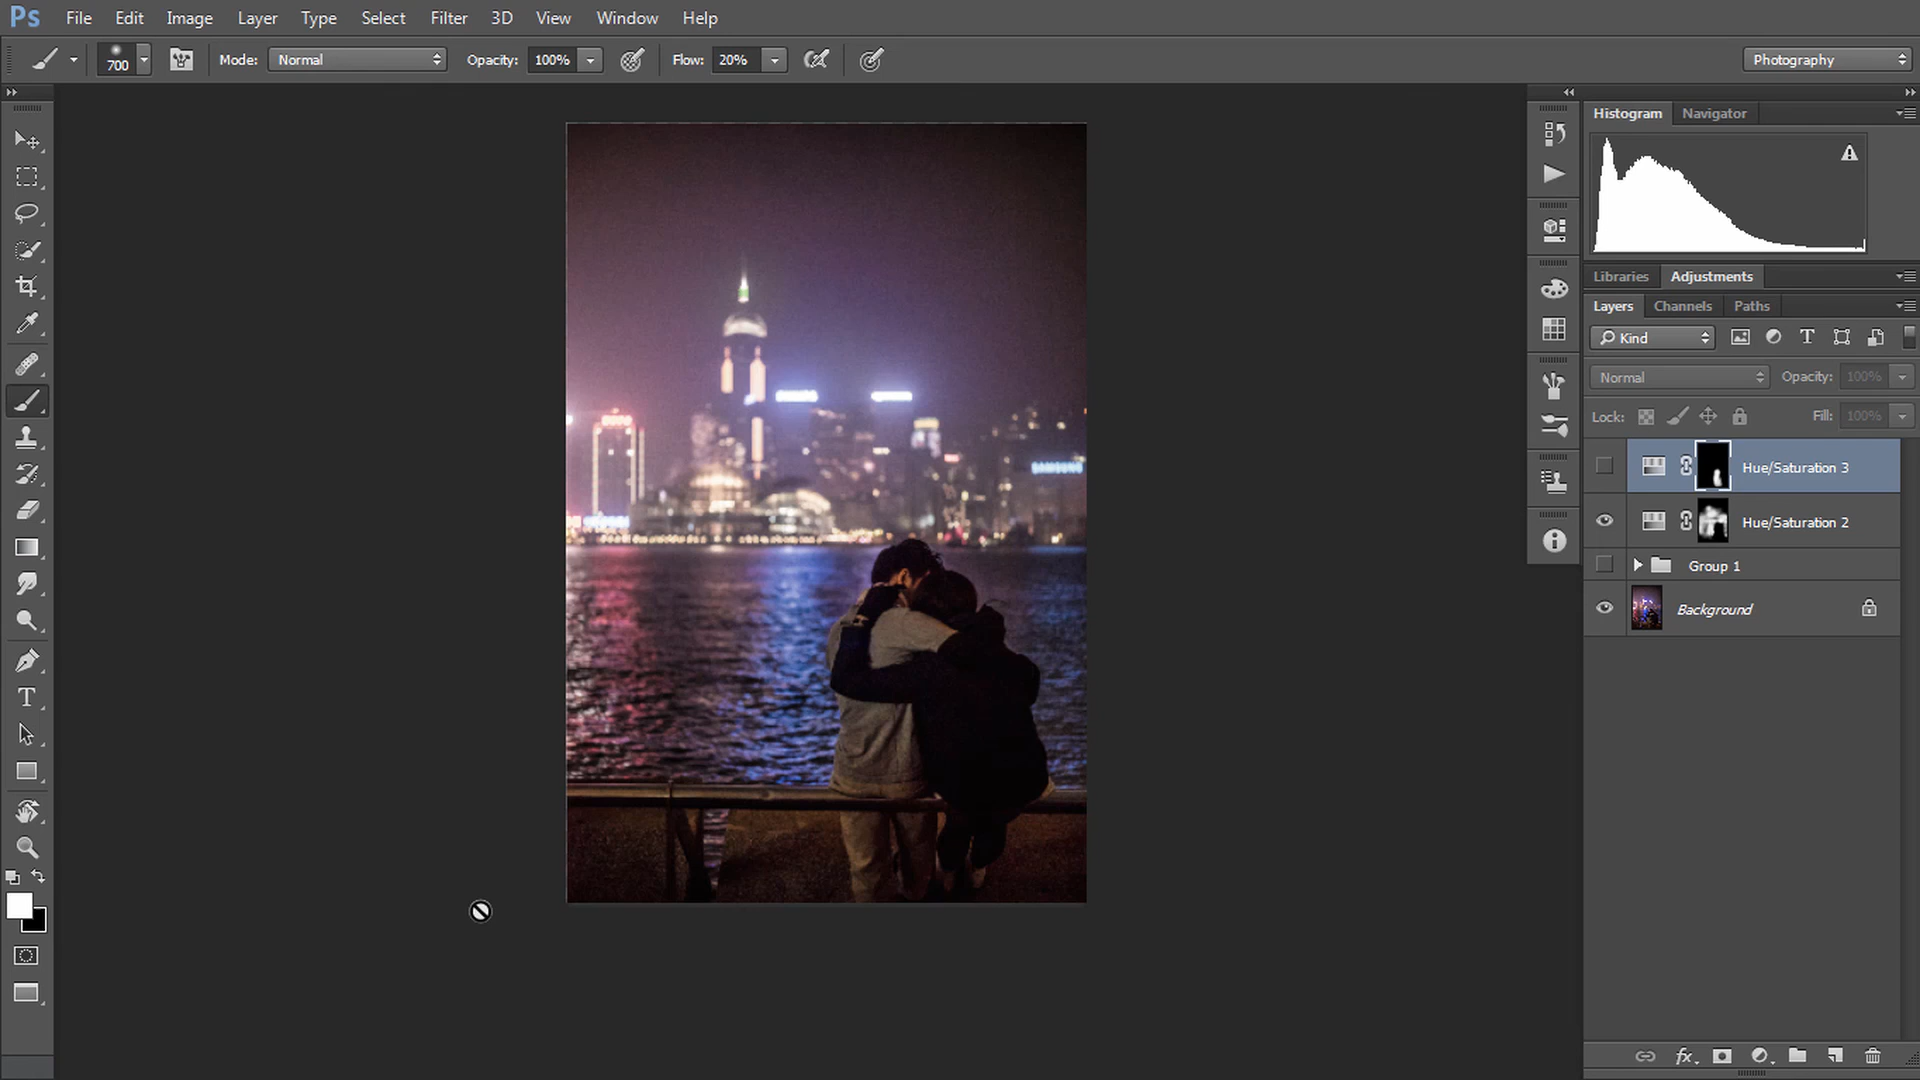 Ps File Edit Image Layer Type Select Filter 3D View Window Help
700 Mode: Normal Opacity: 100% Flow: 20% Photography
Histogram Navigator
Libraries Adjustments
Layers Channels Paths
Kind
Normal Opacity: 100%
Lock: Fill: 100%
SAMSUNG
Hue/Saturation 3
Hue/Saturation 2
Group 1
Background
fx